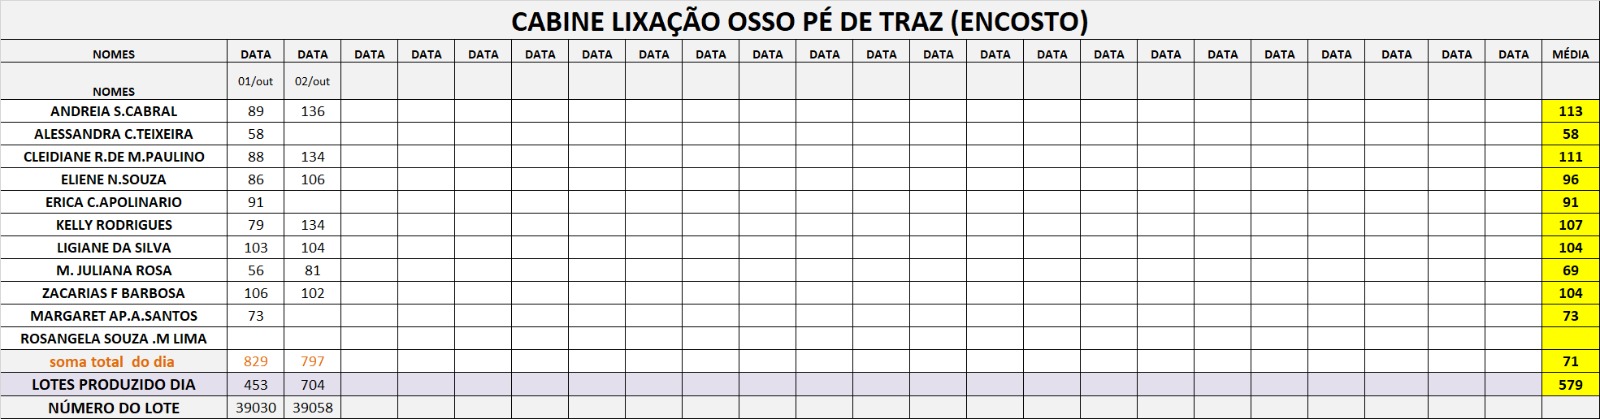 CABINE LIXAÇÃO OSSO PÉ DE TRAZ (ENCOSTO)
NOMES DATA DATA DATA DATA DATA DATA DATA DATA DATA DATA DATA DATA DATA DATA DATA DATA DATA DATA DATA DATA DATA DATA DATA MÉDIA
NOMES 01/out 02/out
ANDREIA S.CABRAL 89 136 113
ALESSANDRA C.TEIXEIRA 58 58
CLEIDIANE R.DE M.PAULINO 88 134 111
ELIENE N.SOUZA 86 106 96
ERICA C.APOLINARIO 91 91
KELLY RODRIGUES 79 134 107
LIGIANE DA SILVA 103 104 104
M. JULIANA ROSA 56 81 69
ZACARIAS F BARBOSA 106 102 104
MARGARET AP.A.SANTOS 73 73
ROSANGELA SOUZA .M LIMA
soma total do dia 829 797 71
LOTES PRODUZIDO DIA 453 704 579
NÚMERO DO LOTE 39030 39058